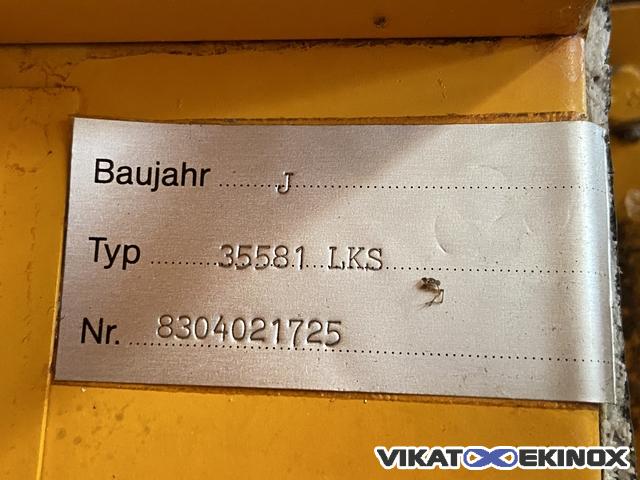 Baujahr J
Typ 35581 LKS
Nr. 8304021725
VIKAT EKINOX